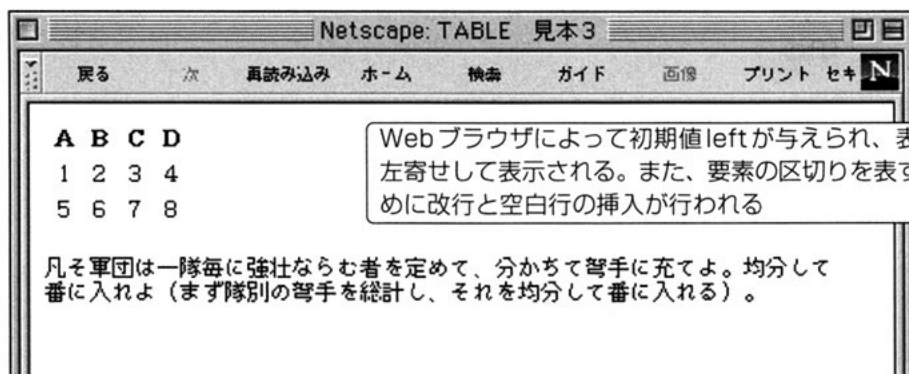 Netscape: TABLE 見本3
戻る 次 再読み込み ホーム 検索 ガイド 画像 プリント セキ N
A B C D
1 2 3 4
5 6 7 8
Webブラウザによって初期値leftが与えられ、表
左寄せして表示される。また、要素の区切りを表す
めに改行と空白行の挿入が行われる
凡そ軍団は一隊毎に強壮ならむ者を定めて、分かちて弩手に充てよ。均分して
番に入れよ（まず隊別の弩手を総計し、それを均分して番に入れる）。